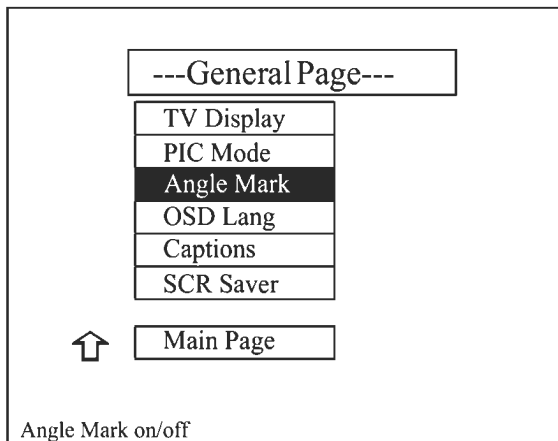 ---General Page---
TV Display
PIC Mode
Angle Mark
OSD Lang
Captions
SCR Saver
Main Page
Angle Mark on/off